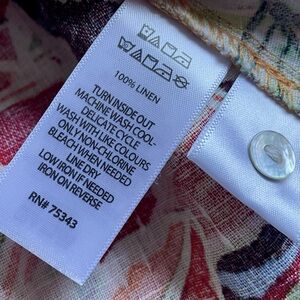 100% LINEN
TURN INSIDE OUT
MACHINE WASH COOL
DELICATE CYCLE
WASH WITH LIKE COLOURS
ONLY NON-CHLORINE
BLEACH WHEN NEEDED
LINE DRY
LOW IRON IF NEEDED
IRON ON REVERSE
RN# 75343